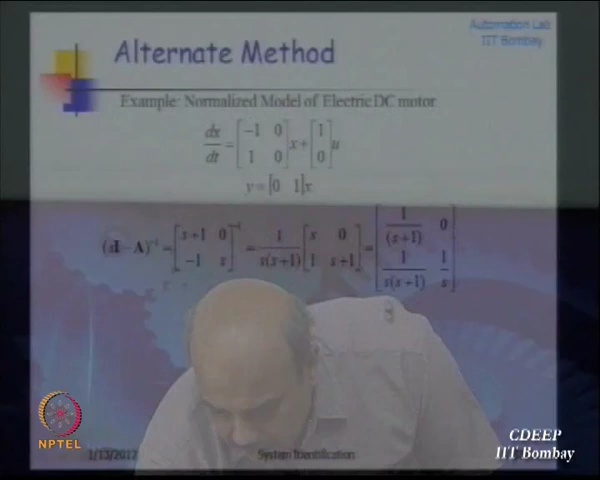 Automation Lab
IIT Bombay
Alternate Method
Example: Normalized Model of Electric DC motor
dx/dt = [−1 0; 1 0] x + [1; 0] u
y = [0 1] x
(sI − A)⁻¹ = [s+1 0; −1 s]⁻¹ = 1/(s(s+1)) [s 0; 1 s+1] = [1/(s+1) 0; 1/(s(s+1)) 1/s]
NPTEL
CDEEP
IIT Bombay
System Identification